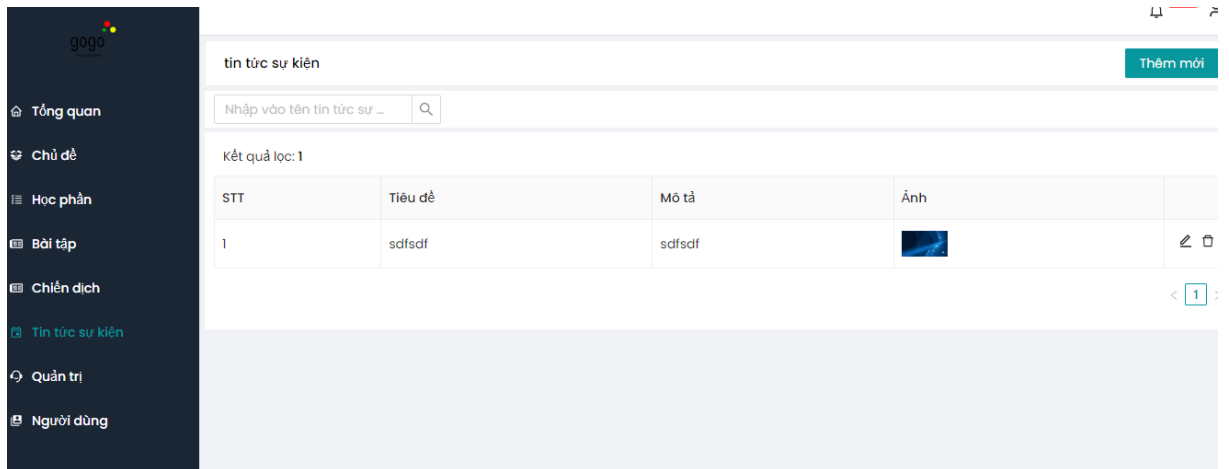 gogo
Tổng quan
Chủ đề
Học phần
Bài tập
Chiến dịch
Tin tức sự kiện
Quản trị
Người dùng
tin tức sự kiện
Thêm mới
Nhập vào tên tin tức sự ...
Kết quả lọc: 1
STT Tiêu đề Mô tả Ảnh
1 sdfsdf sdfsdf
< 1 >